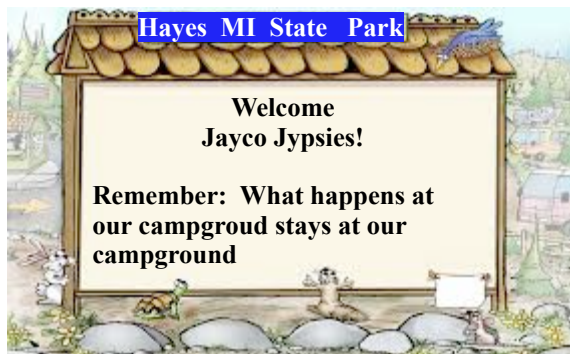 Hayes MI State Park
Welcome
Jayco Jypsies!
Remember: What happens at
our campgroud stays at our
campground